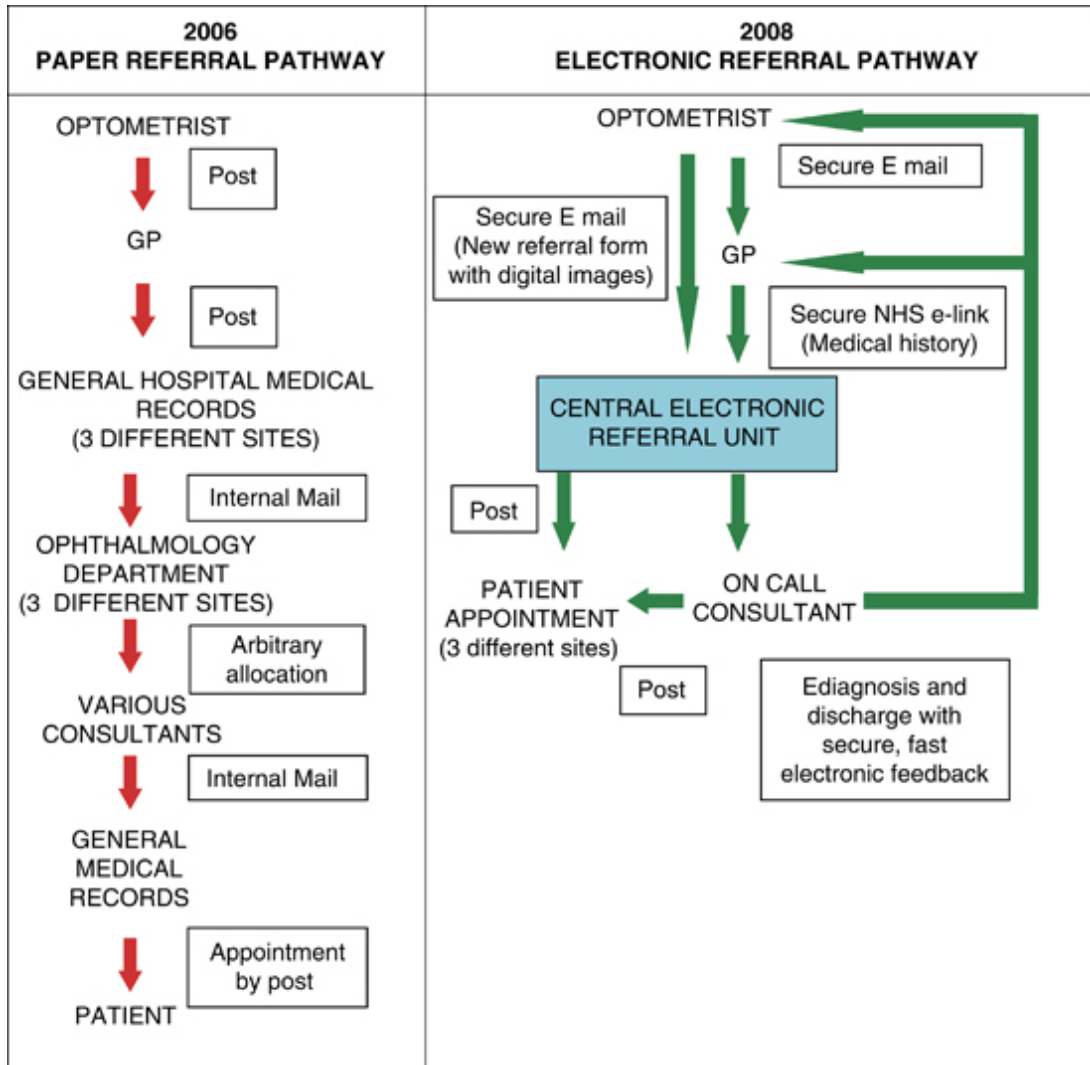 2006
PAPER REFERRAL PATHWAY
OPTOMETRIST
Post
GP
Post
GENERAL HOSPITAL MEDICAL
RECORDS
(3 DIFFERENT SITES)
Internal Mail
OPHTHALMOLOGY
DEPARTMENT
(3 DIFFERENT SITES)
Arbitrary
allocation
VARIOUS
CONSULTANTS
Internal Mail
GENERAL
MEDICAL
RECORDS
Appointment
by post
PATIENT
2008
ELECTRONIC REFERRAL PATHWAY
OPTOMETRIST
Secure E mail
Secure E mail
(New referral form
with digital images)
GP
Secure NHS e-link
(Medical history)
CENTRAL ELECTRONIC
REFERRAL UNIT
Post
PATIENT
APPOINTMENT
(3 different sites)
ON CALL
CONSULTANT
Post
Ediagnosis and
discharge with
secure, fast
electronic feedback